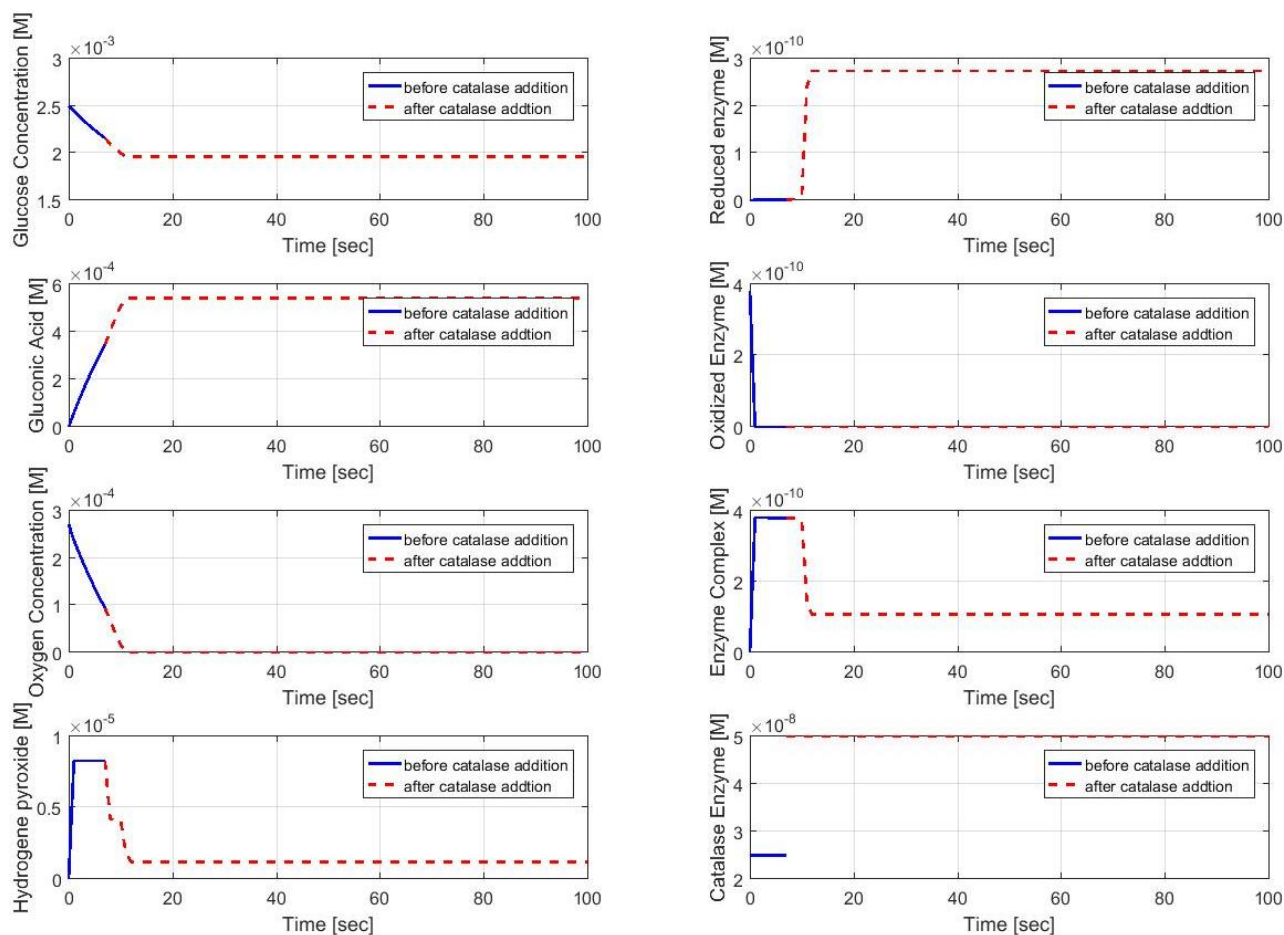 Glucose Concentration [M]
×10⁻³
3
2.5
2
1.5
before catalase addition
after catalase addtion
0 20 40 60 80 100
Time [sec]
Reduced enzyme [M]
×10⁻¹⁰
3
2
1
0
before catalase addition
after catalase addtion
0 20 40 60 80 100
Time [sec]
Gluconic Acid [M]
×10⁻⁴
6
4
2
0
before catalase addition
after catalase addtion
0 20 40 60 80 100
Time [sec]
Oxidized Enzyme [M]
×10⁻¹⁰
4
2
0
before catalase addition
after catalase addtion
0 20 40 60 80 100
Time [sec]
Oxygen Concentration [M]
×10⁻⁴
3
2
1
0
before catalase addition
after catalase addtion
0 20 40 60 80 100
Time [sec]
Enzyme Complex [M]
×10⁻¹⁰
4
2
0
before catalase addition
after catalase addtion
0 20 40 60 80 100
Time [sec]
Hydrogene pyroxide [M]
×10⁻⁵
1
0.5
0
before catalase addition
after catalase addtion
0 20 40 60 80 100
Time [sec]
Catalase Enzyme [M]
×10⁻⁸
5
4
3
2
before catalase addition
after catalase addtion
0 20 40 60 80 100
Time [sec]